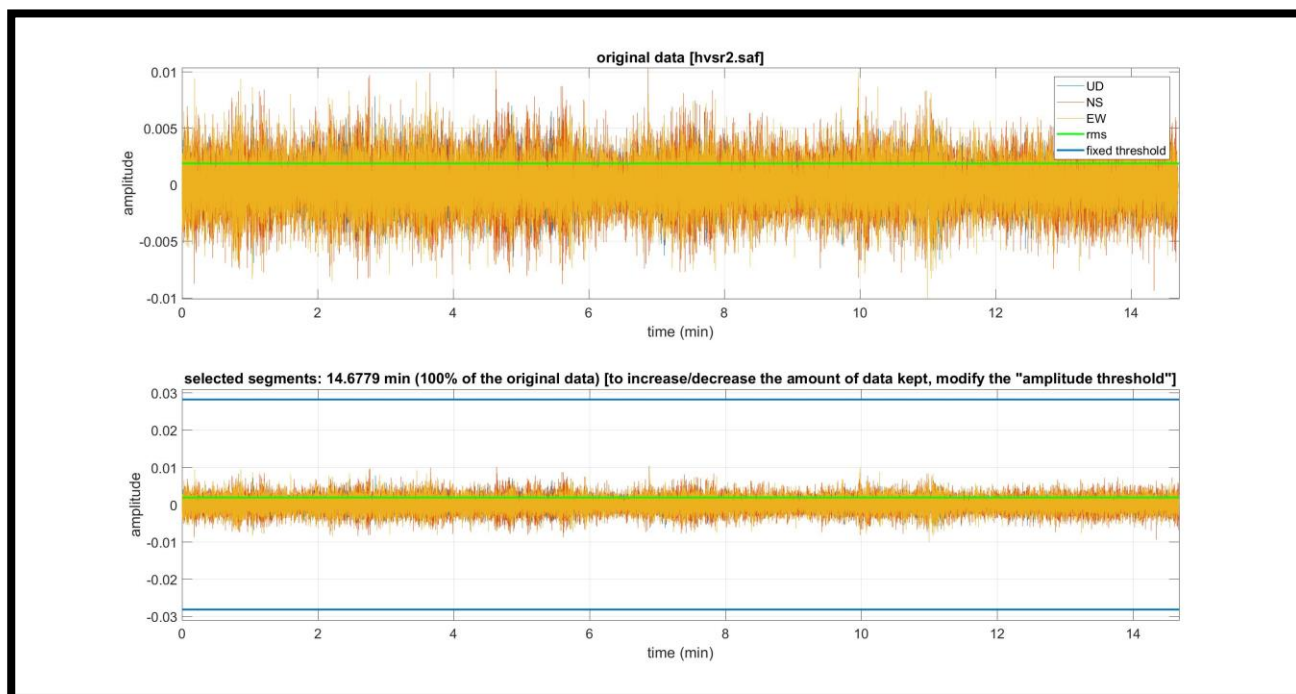 original data [hvsr2.saf]
0.01
0.005
0
-0.005
-0.01
amplitude
UD
NS
EW
rms
fixed threshold
0 2 4 6 8 10 12 14
time (min)
selected segments: 14.6779 min (100% of the original data) [to increase/decrease the amount of data kept, modify the "amplitude threshold"]
0.03
0.02
0.01
0
-0.01
-0.02
-0.03
amplitude
0 2 4 6 8 10 12 14
time (min)